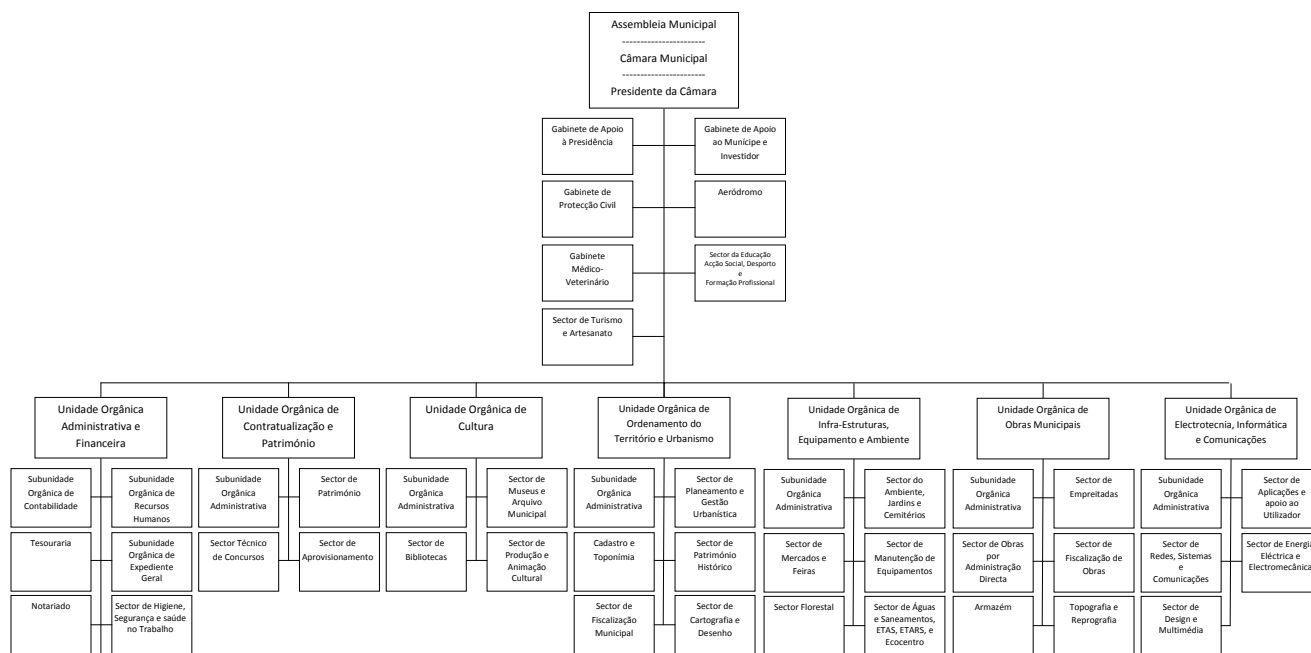 Assembleia Municipal
-----------------------
Câmara Municipal
-----------------------
Presidente da Câmara
Gabinete de Apoio
à Presidência
Gabinete de Apoio
ao Munícipe e
Investidor
Gabinete de
Protecção Civil
Aeródromo
Gabinete
Médico-
Veterinário
Sector da Educação
Acção Social, Desporto
e
Formação Profissional
Sector de Turismo
e Artesanato
Unidade Orgânica
Administrativa e
Financeira
Unidade Orgânica de
Contratualização e
Património
Unidade Orgânica de
Cultura
Unidade Orgânica de
Ordenamento do
Território e Urbanismo
Unidade Orgânica de
Infra-Estruturas,
Equipamento e Ambiente
Unidade Orgânica de
Obras Municipais
Unidade Orgânica de
Electrotecnia, Informática
e Comunicações
Subunidade
Orgânica de
Contabilidade
Subunidade
Orgânica de
Recursos
Humanos
Subunidade
Orgânica
Administrativa
Sector de
Património
Subunidade
Orgânica
Administrativa
Sector de
Museus e
Arquivo
Municipal
Subunidade
Orgânica
Administrativa
Sector de
Planeamento e
Gestão
Urbanística
Subunidade
Orgânica
Administrativa
Sector do
Ambiente,
Jardins e
Cemitérios
Subunidade
Orgânica
Administrativa
Sector de
Empreitadas
Subunidade
Orgânica
Administrativa
Sector de
Aplicações e
apoio ao
Utilizador
Tesouraria
Subunidade
Orgânica de
Expediente
Geral
Sector Técnico
de Concursos
Sector de
Aprovisionamento
Sector de
Bibliotecas
Sector de
Produção e
Animação
Cultural
Cadastro e
Toponímia
Sector de
Património
Histórico
Sector de
Mercados e
Feiras
Sector de
Manutenção de
Equipamentos
Sector de Obras
por
Administração
Directa
Sector de
Fiscalização de
Obras
Sector de
Redes, Sistemas
e
Comunicações
Sector de Energia
Eléctrica e
Electromecânica
Notariado
Sector de Higiene,
Segurança e saúde
no Trabalho
Sector de
Fiscalização
Municipal
Sector de
Cartografia e
Desenho
Sector Florestal
Sector de Águas
e Saneamentos,
ETAS, ETARS, e
Ecocentro
Armazém
Topografia e
Reprografia
Sector de
Design e
Multimédia